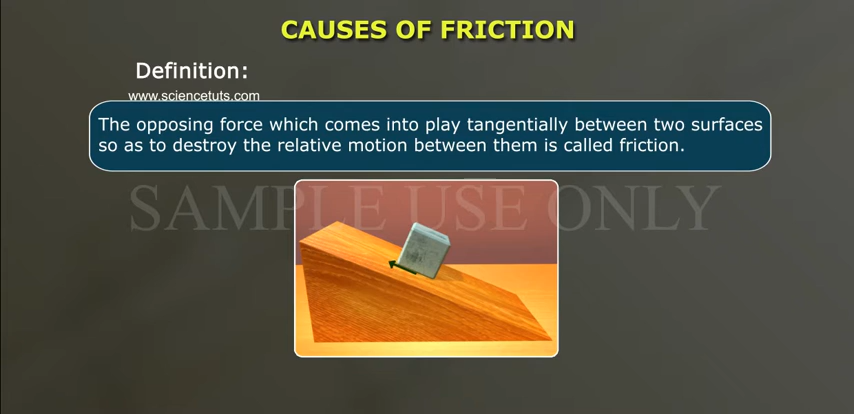 CAUSES OF FRICTION
Definition:
www.sciencetuts.com
The opposing force which comes into play tangentially between two surfaces
so as to destroy the relative motion between them is called friction.
SAMPLE USE ONLY